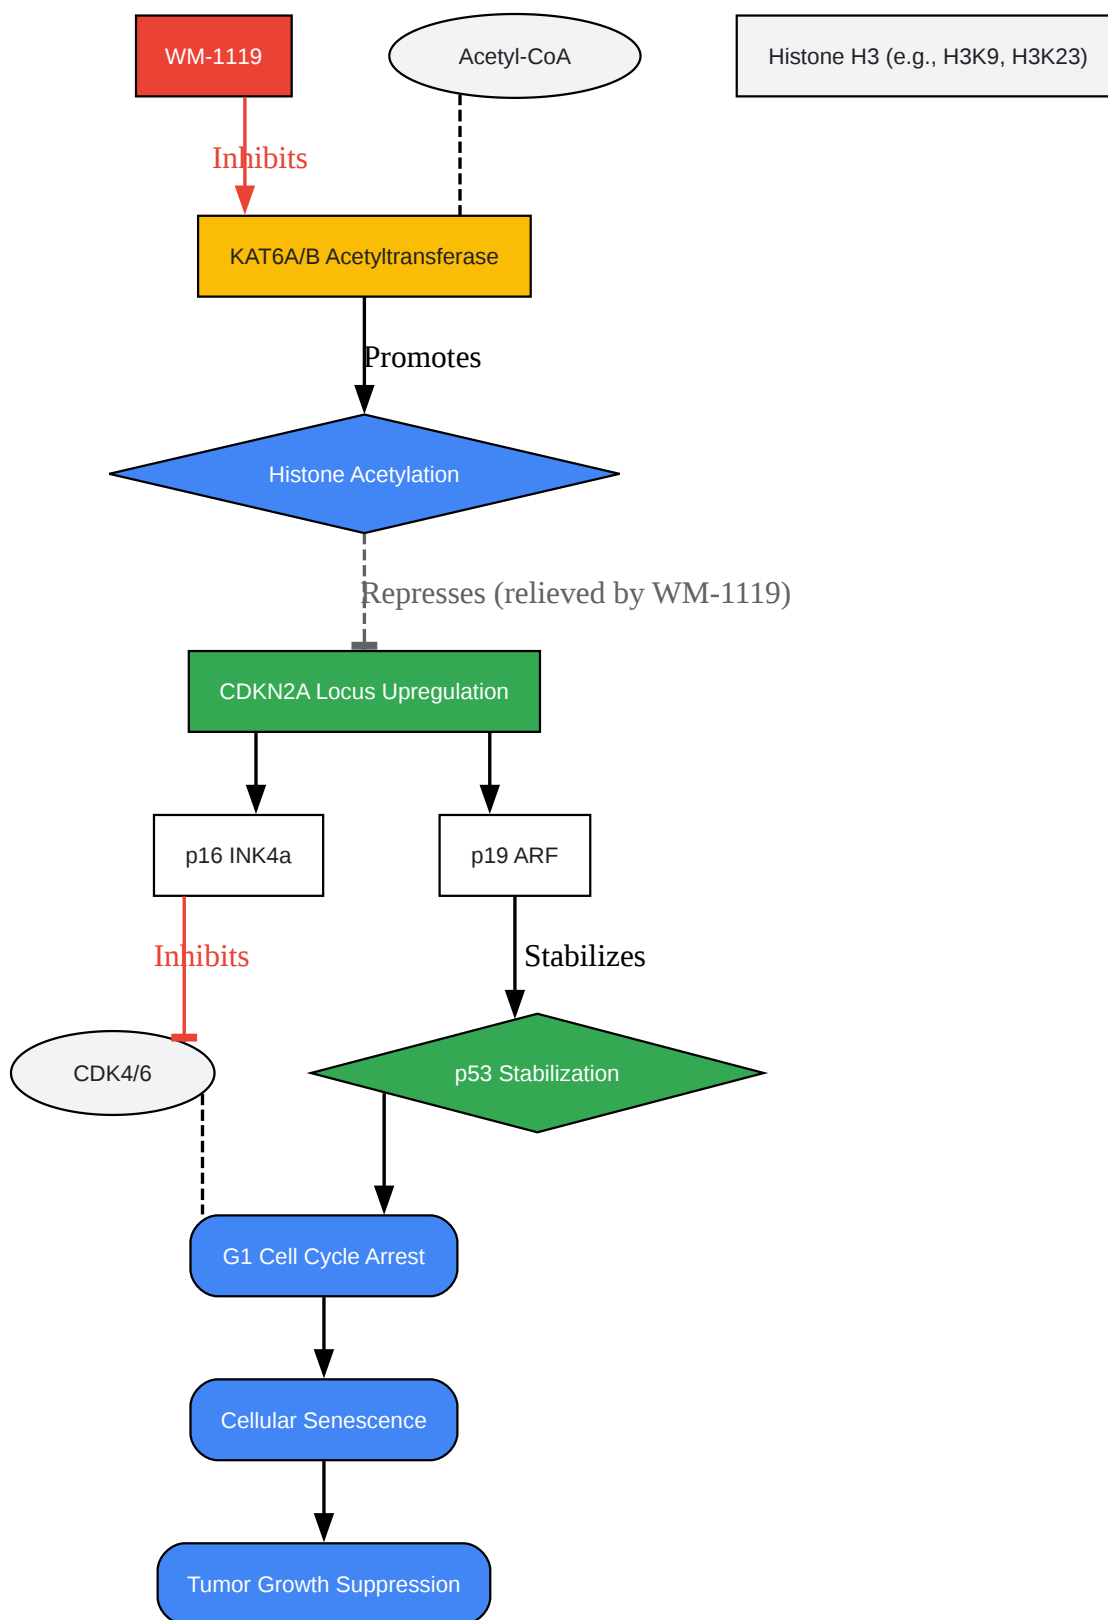 WM-1119
Acetyl-CoA
Histone H3 (e.g., H3K9, H3K23)
Inhibits
KAT6A/B Acetyltransferase
Promotes
Histone Acetylation
Represses (relieved by WM-1119)
CDKN2A Locus Upregulation
p16 INK4a
p19 ARF
Inhibits
Stabilizes
CDK4/6
p53 Stabilization
G1 Cell Cycle Arrest
Cellular Senescence
Tumor Growth Suppression